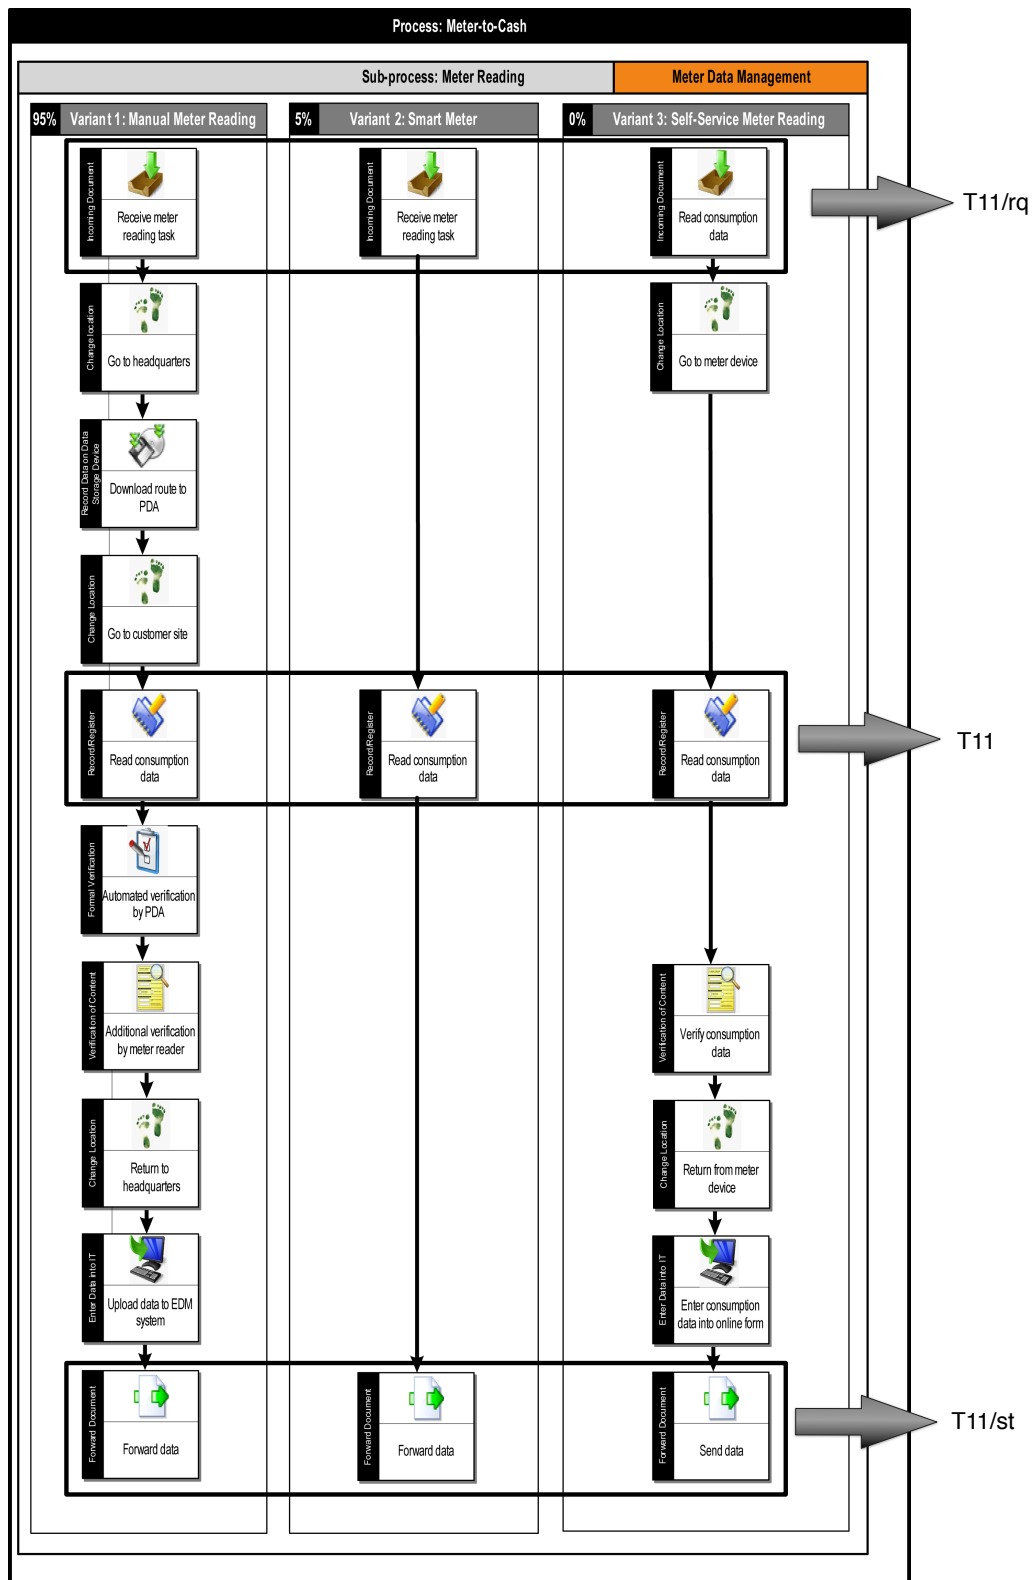 Process: Meter-to-Cash
Sub-process: Meter Reading
Meter Data Management
95%
Variant 1: Manual Meter Reading
5%
Variant 2: Smart Meter
0%
Variant 3: Self-Service Meter Reading
Incoming Document
Receive meter
reading task
Incoming Document
Receive meter
reading task
Incoming Document
Read consumption
data
T11/rq
Change location
Go to headquarters
Change Location
Go to meter device
Record Data on Data
Storage Device
Download route to
PDA
Change Location
Go to customer site
Record/Register
Read consumption
data
Record/Register
Read consumption
data
Record/Register
Read consumption
data
T11
Formal Verification
Automated verification
by PDA
Verification of Content
Additional verification
by meter reader
Verification of Content
Verify consumption
data
Change Location
Return to
headquarters
Change Location
Return from meter
device
Enter Data into IT
Upload data to EDM
system
Enter Data into IT
Enter consumption
data into online form
Forward Document
Forward data
Forward Document
Forward data
Forward Document
Send data
T11/st